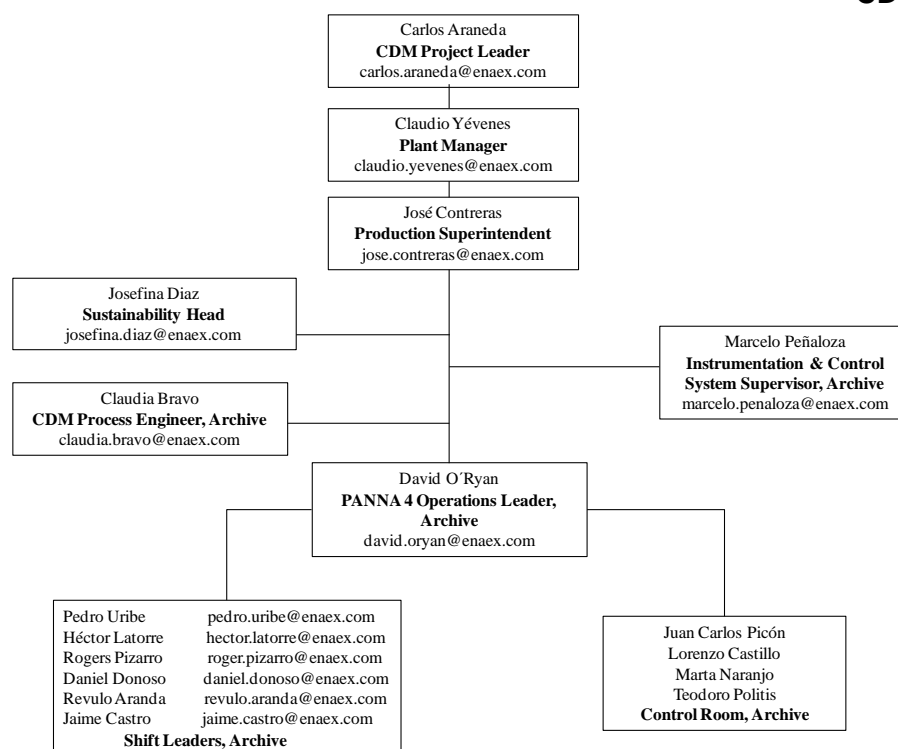 Carlos Araneda
CDM Project Leader
carlos.araneda@enaex.com
Claudio Yévenes
Plant Manager
claudio.yevenes@enaex.com
José Contreras
Production Superintendent
jose.contreras@enaex.com
Josefina Diaz
Sustainability Head
josefina.diaz@enaex.com
Marcelo Peñaloza
Instrumentation & Control
System Supervisor, Archive
marcelo.penaloza@enaex.com
Claudia Bravo
CDM Process Engineer, Archive
claudia.bravo@enaex.com
David O´Ryan
PANNA 4 Operations Leader,
Archive
david.oryan@enaex.com
Pedro Uribe pedro.uribe@enaex.com
Héctor Latorre hector.latorre@enaex.com
Rogers Pizarro roger.pizarro@enaex.com
Daniel Donoso daniel.donoso@enaex.com
Revulo Aranda revulo.aranda@enaex.com
Jaime Castro jaime.castro@enaex.com
Shift Leaders, Archive
Juan Carlos Picón
Lorenzo Castillo
Marta Naranjo
Teodoro Politis
Control Room, Archive